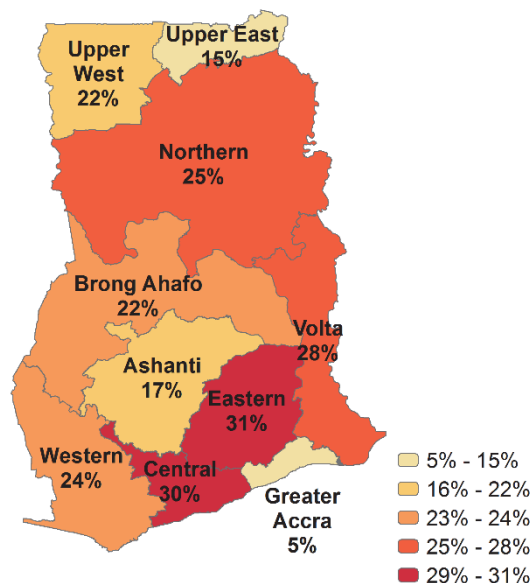 Upper East
15%
Upper
West
22%
Northern
25%
Brong Ahafo
22%
Volta
28%
Ashanti
17%
Eastern
31%
Western
24%
Central
30%
Greater
Accra
5%
5% - 15%
16% - 22%
23% - 24%
25% - 28%
29% - 31%